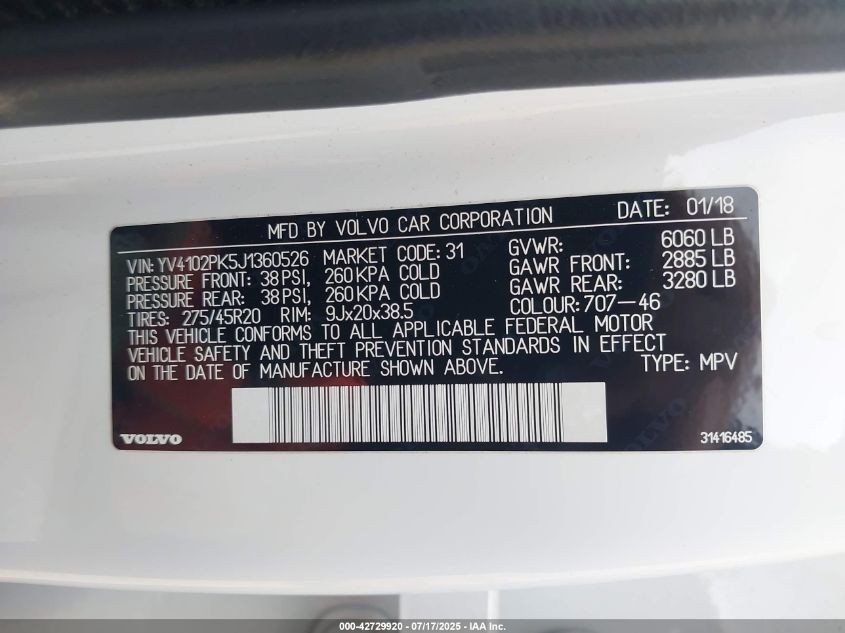 MFD BY VOLVO CAR CORPORATION DATE: 01/18
VIN: YV4102PK5J1360526 MARKET CODE: 31 GVWR: 6060 LB
PRESSURE FRONT: 38 PSI, 260 KPA COLD GAWR FRONT: 2885 LB
PRESSURE REAR: 38 PSI, 260 KPA COLD GAWR REAR: 3280 LB
TIRES: 275/45R20 RIM: 9Jx20x38.5 COLOUR: 707-46
THIS VEHICLE CONFORMS TO ALL APPLICABLE FEDERAL MOTOR
VEHICLE SAFETY AND THEFT PREVENTION STANDARDS IN EFFECT
ON THE DATE OF MANUFACTURE SHOWN ABOVE. TYPE: MPV
VOLVO 31416485
000-42729920 - 07/17/2025 - © IAA Holdings, LLC